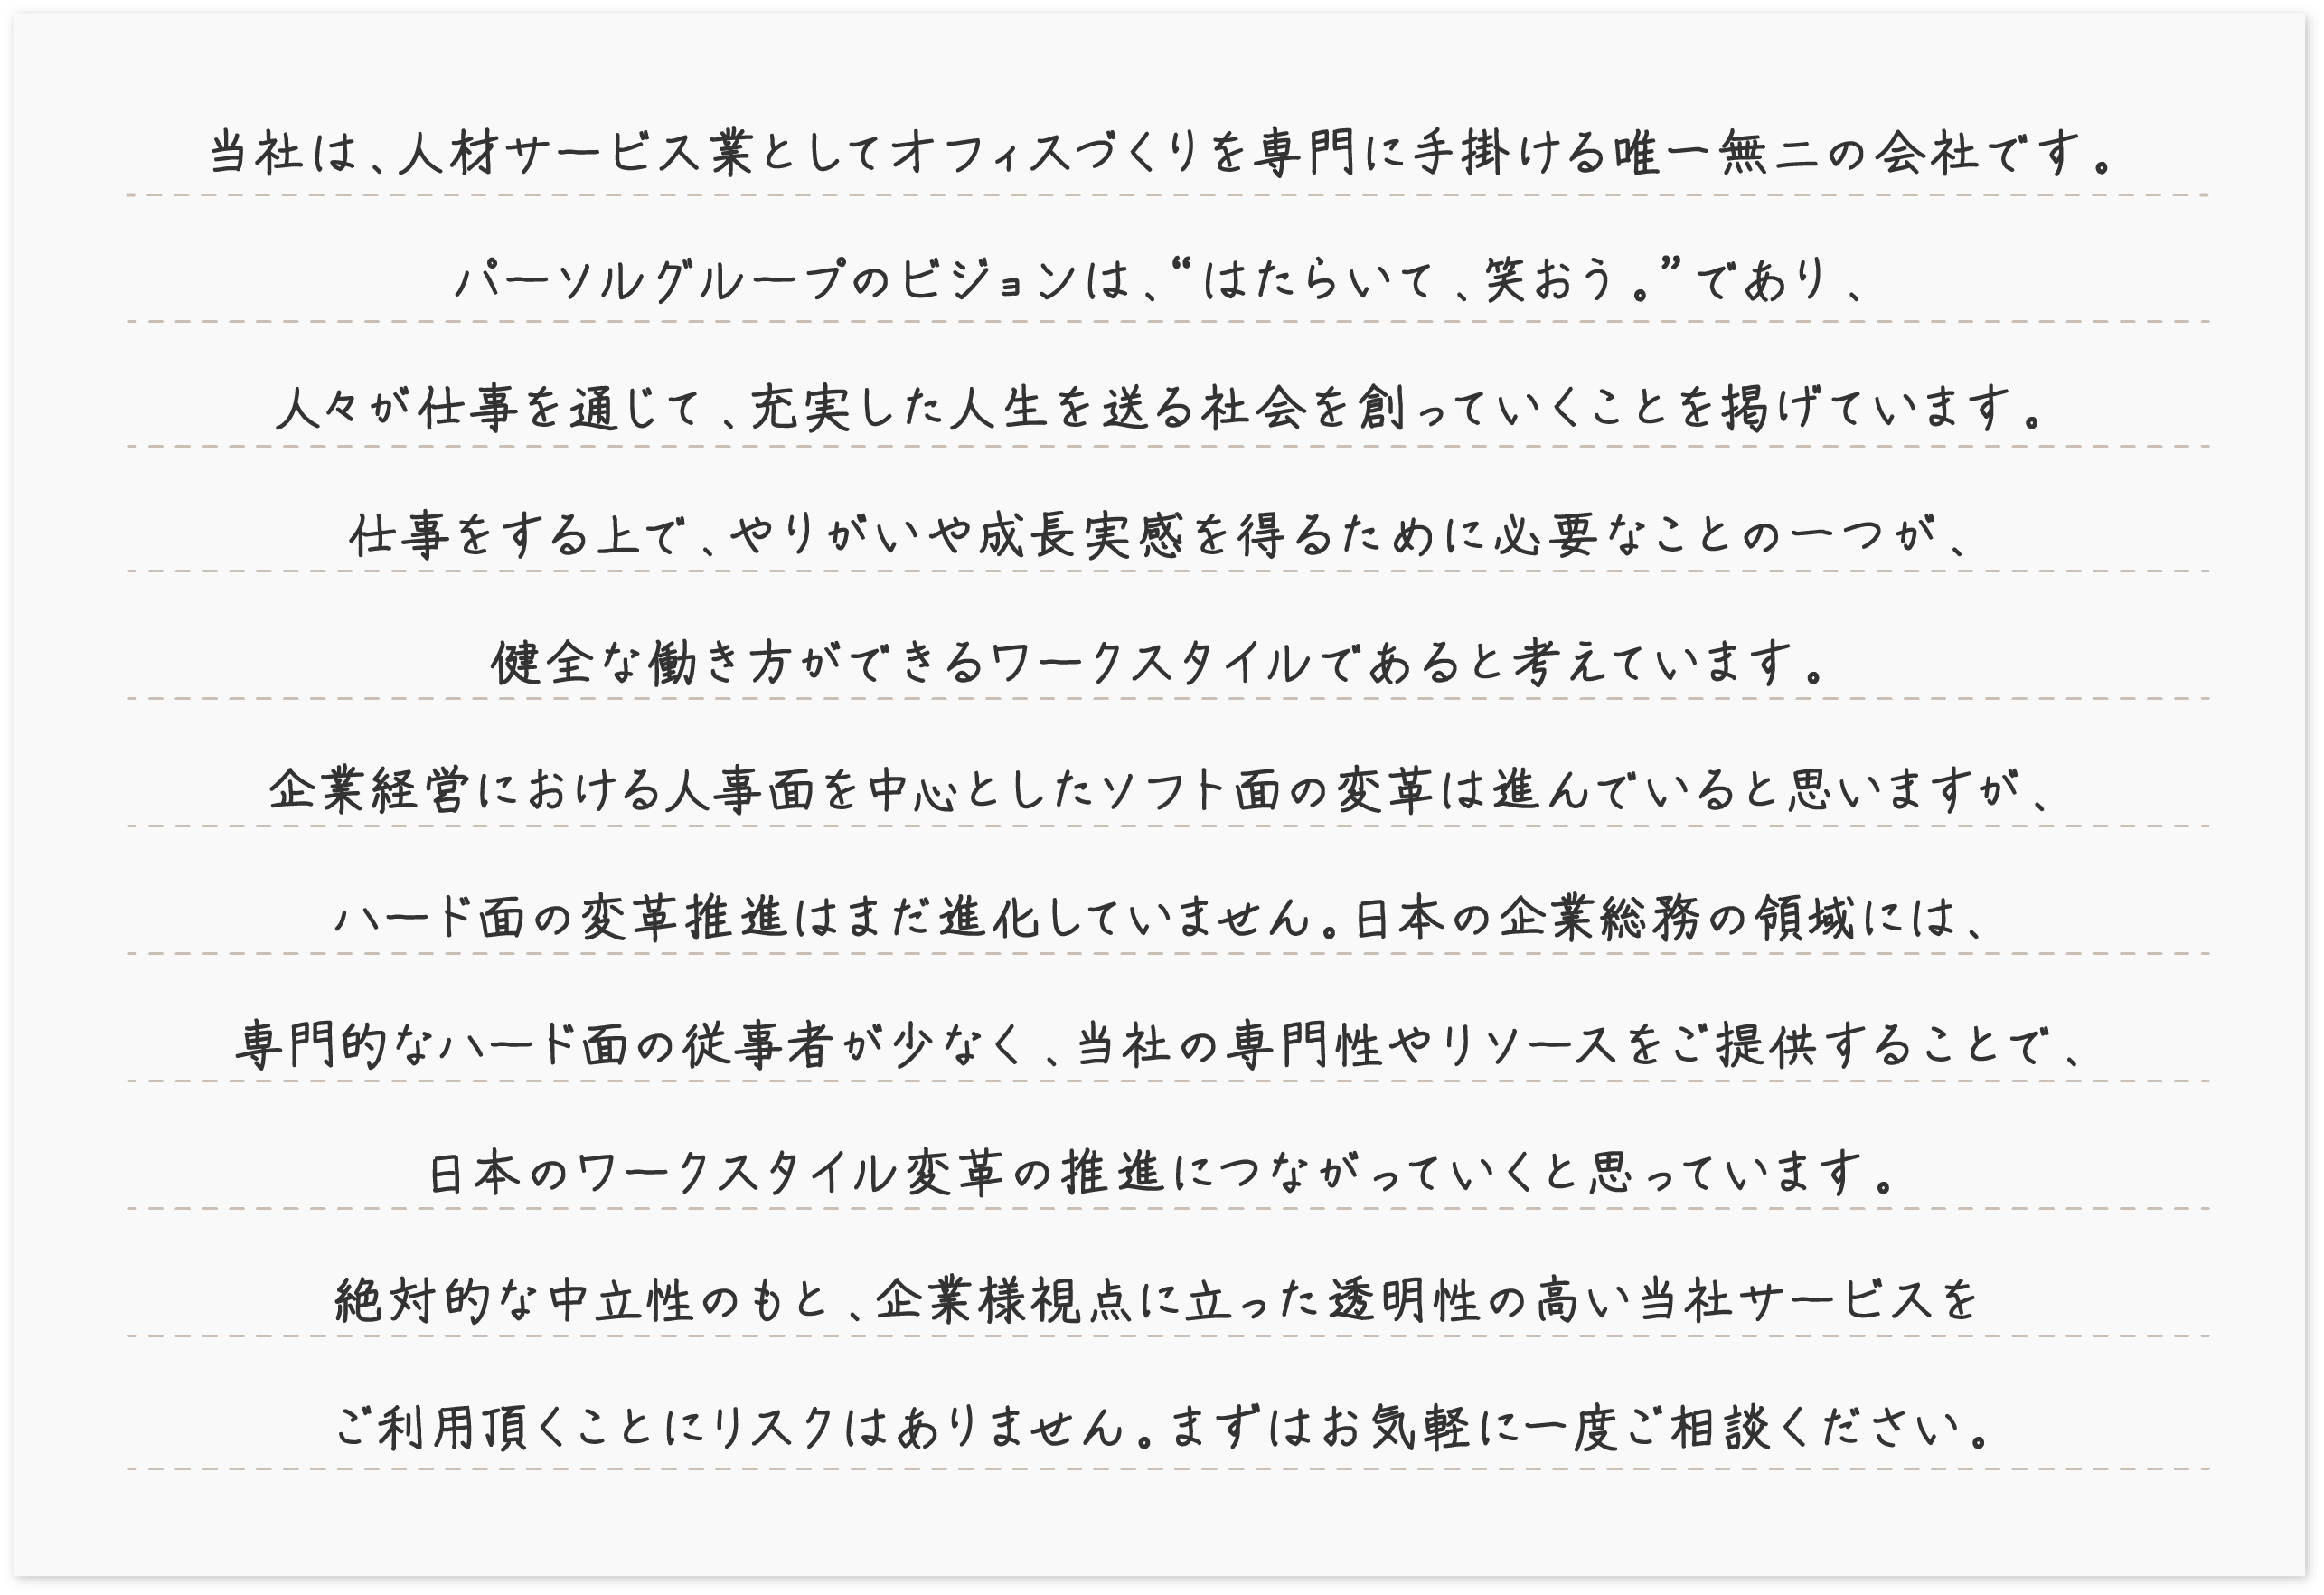 当社は、人材サービス業としてオフィスづくりを専門に手掛ける唯一無二の会社です。
パーソルグループのビジョンは、“はたらいて、笑おう。”であり、
人々が仕事を通じて、充実した人生を送る社会を創っていくことを掲げています。
仕事をする上で、やりがいや成長実感を得るために必要なことの一つが、
健全な働き方ができるワークスタイルであると考えています。
企業経営における人事面を中心としたソフト面の変革は進んでいると思いますが、
ハード面の変革推進はまだ進化していません。日本の企業総務の領域には、
専門的なハード面の従事者が少なく、当社の専門性やリソースをご提供することで、
日本のワークスタイル変革の推進につながっていくと思っています。
絶対的な中立性のもと、企業様視点に立った透明性の高い当社サービスを
ご利用頂くことにリスクはありません。まずはお気軽に一度ご相談ください。